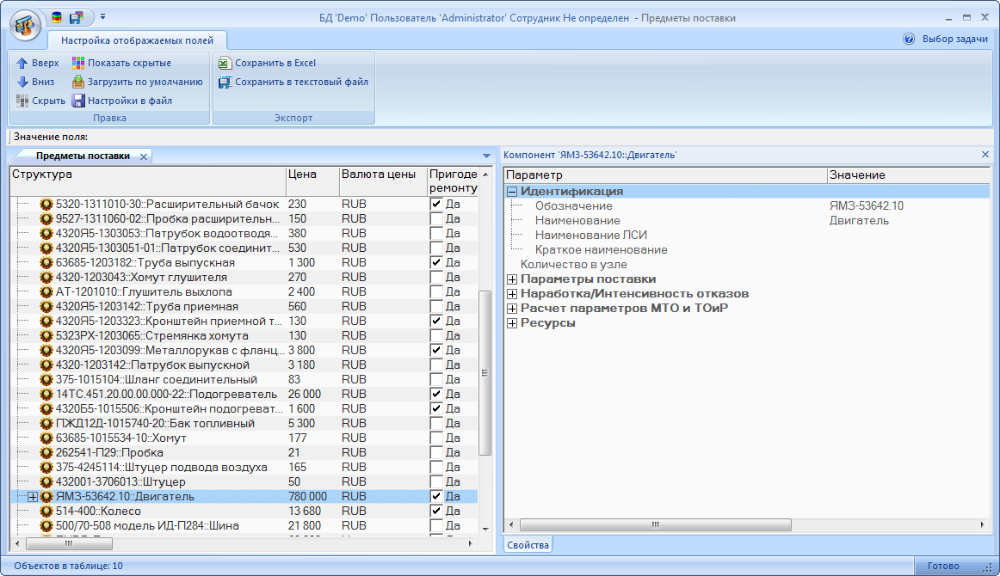 БД 'Demo' Пользователь 'Administrator' Сотрудник Не определен - Предметы поставки
Настройка отображаемых полей
Выбор задачи
Вверх Показать скрытые
Вниз Загрузить по умолчанию
Скрыть Настройки в файл
Правка
Сохранить в Excel
Сохранить в текстовый файл
Экспорт
Значение поля:
Предметы поставки
Структура Цена Валюта цены Пригоде ремонту
5320-1311010-30::Расширительный бачок 230 RUB Да
9527-1311060-02::Пробка расширительн... 150 RUB Да
4320Я5-1303053::Патрубок водоотводя... 380 RUB Да
4320Я5-1303051-01::Патрубок соединит... 530 RUB Да
63685-1203182::Труба выпускная 1 300 RUB Да
4320-1203043::Хомут глушителя 270 RUB Да
АТ-1201010::Глушитель выхлопа 2 400 RUB Да
4320Я5-1203142::Труба приемная 560 RUB Да
4320Я5-1203323::Кронштейн приемной т... 130 RUB Да
5323РХ-1203065::Стремянка хомута 130 RUB Да
4320Я5-1203099::Металлорукав с фланц... 3 800 RUB Да
4320-1203142::Патрубок выпускной 3 180 RUB Да
375-1015104::Шланг соединительный 83 RUB Да
14ТС.451.20.00.00.000-22::Подогреватель 26 000 RUB Да
4320Б5-1015506::Кронштейн подогреват... 1 600 RUB Да
ПЖД12Д-1015740-20::Бак топливный 5 300 RUB Да
63685-1015534-10::Хомут 177 RUB Да
262541-П29::Пробка 21 RUB Да
375-4245114::Штуцер подвода воздуха 165 RUB Да
432001-3706013::Штуцер 50 RUB Да
ЯМЗ-53642.10::Двигатель 780 000 RUB Да
514-400::Колесо 13 680 RUB Да
500/70-508 модель ИД-П284::Шина 21 800 RUB Да
Компонент 'ЯМЗ-53642.10::Двигатель'
Параметр Значение
Идентификация
Обозначение ЯМЗ-53642.10
Наименование Двигатель
Наименование ЛСИ
Краткое наименование
Количество в узле
Параметры поставки
Наработка/Интенсивность отказов
Расчет параметров МТО и ТОиР
Ресурсы
Свойства
Объектов в таблице: 10
Готово